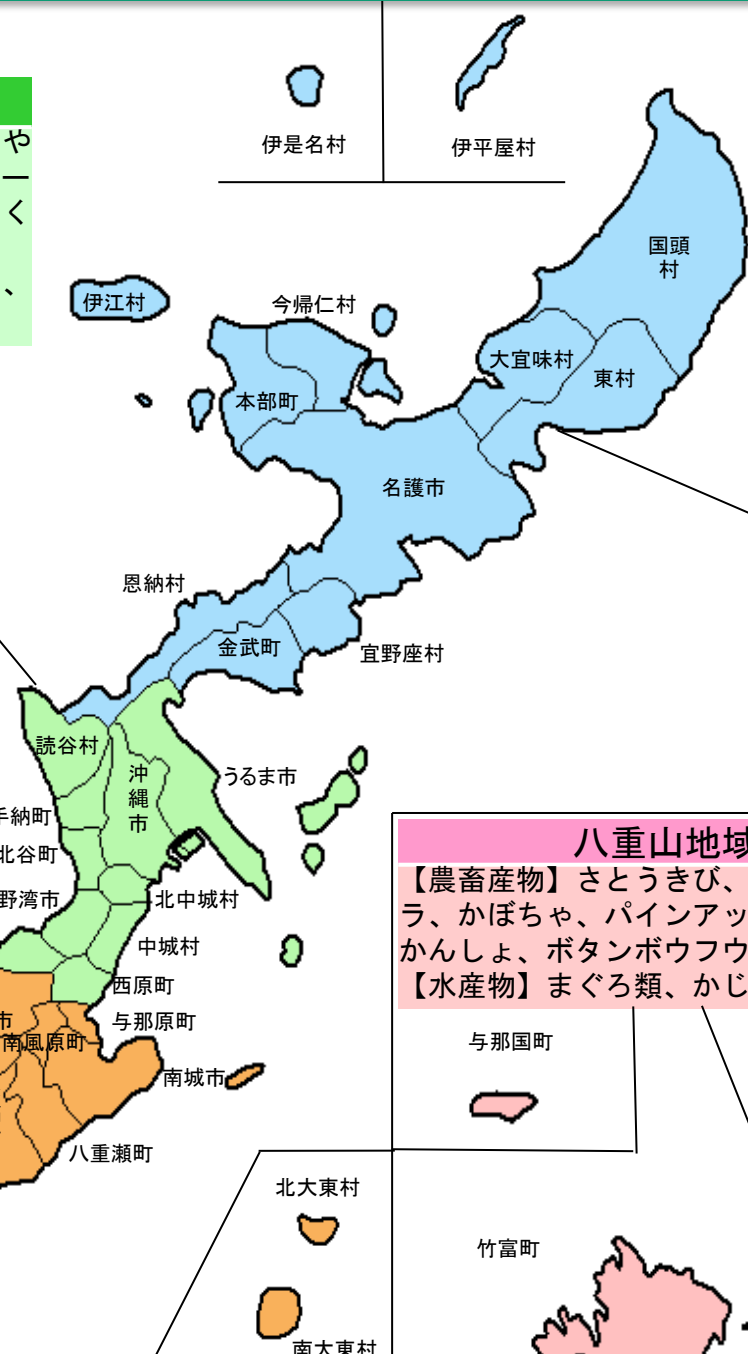 や
ー
く
、
伊是名村
伊平屋村
国頭
村
伊江村
今帰仁村
大宜味村
東村
本部町
名護市
恩納村
金武町
宜野座村
読谷村
沖
縄
市
うるま市
手納町
北谷町
野湾市
北中城村
中城村
西原町
市
与那原町
南風原町
南城市
八重瀬町
八重山地域
【農畜産物】さとうきび、
ラ、かぼちゃ、パインアッ
かんしょ、ボタンボウフウ
【水産物】まぐろ類、かじ
与那国町
北大東村
竹富町
南大東村